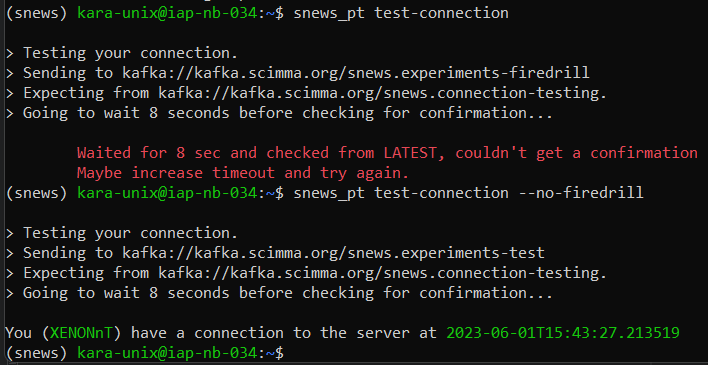 (snews) kara-unix@iap-nb-034:~$ snews_pt test-connection
> Testing your connection.
> Sending to kafka://kafka.scimma.org/snews.experiments-firedrill
> Expecting from kafka://kafka.scimma.org/snews.connection-testing.
> Going to wait 8 seconds before checking for confirmation...
Waited for 8 sec and checked from LATEST, couldn't get a confirmation
Maybe increase timeout and try again.
(snews) kara-unix@iap-nb-034:~$ snews_pt test-connection --no-firedrill
> Testing your connection.
> Sending to kafka://kafka.scimma.org/snews.experiments-test
> Expecting from kafka://kafka.scimma.org/snews.connection-testing.
> Going to wait 8 seconds before checking for confirmation...
You (XENONnT) have a connection to the server at 2023-06-01T15:43:27.213519
(snews) kara-unix@iap-nb-034:~$